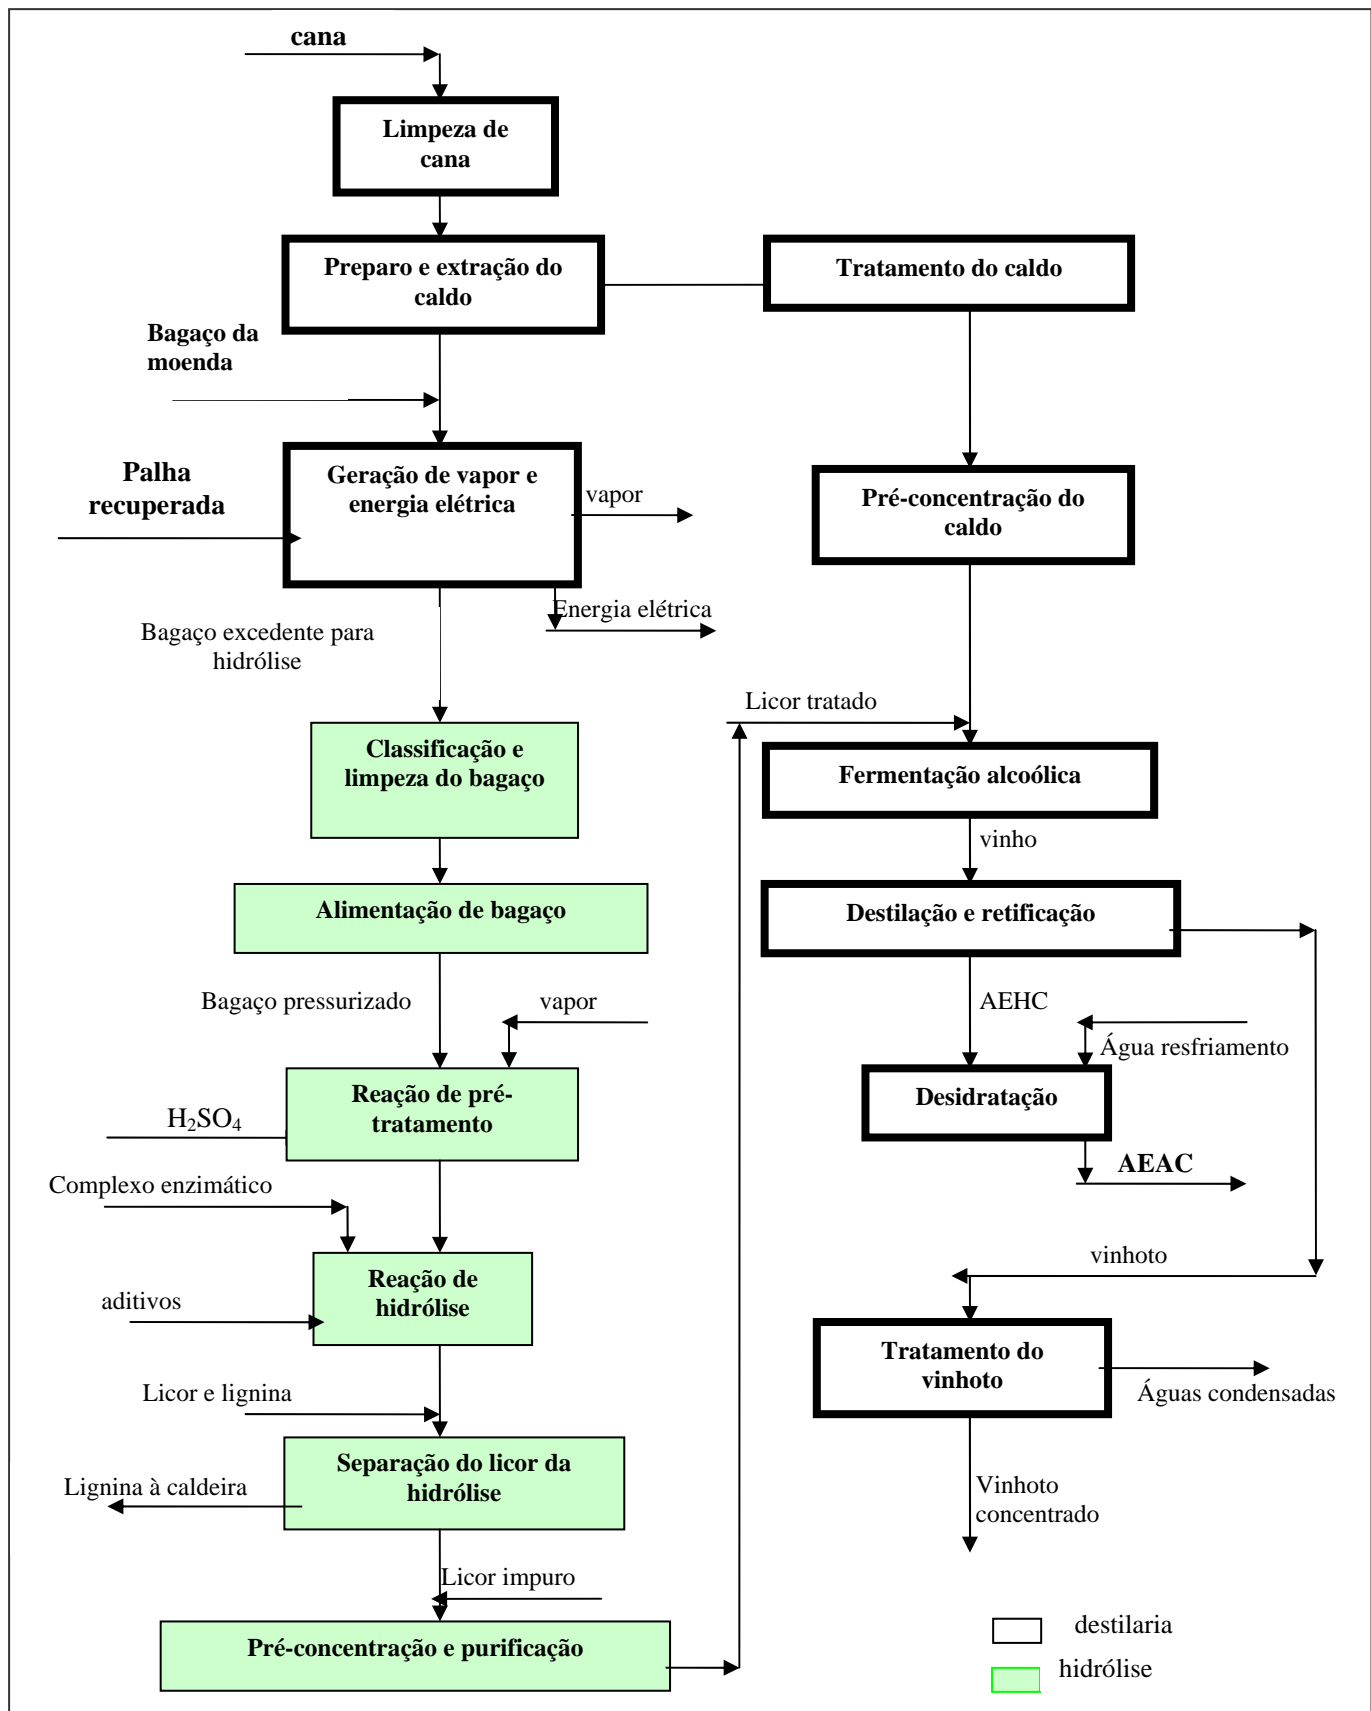 cana
Limpeza de
cana
Preparo e extração do
caldo
Tratamento do caldo
Bagaço da
moenda
Palha
recuperada
Geração de vapor e
energia elétrica
vapor
Pré-concentração do
caldo
Energia elétrica
Bagaço excedente para
hidrólise
Licor tratado
Classificação e
limpeza do bagaço
Fermentação alcoólica
vinho
Alimentação de bagaço
Destilação e retificação
Bagaço pressurizado
vapor
AEHC
Água resfriamento
Reação de pré-
tratamento
Desidratação
H₂SO₄
AEAC
Complexo enzimático
vinhoto
Reação de
hidrólise
aditivos
Tratamento do
vinhoto
Licor e lignina
Águas condensadas
Separação do licor da
hidrólise
Lignina à caldeira
Vinhoto
concentrado
Licor impuro
Pré-concentração e purificação
destilaria
hidrólise